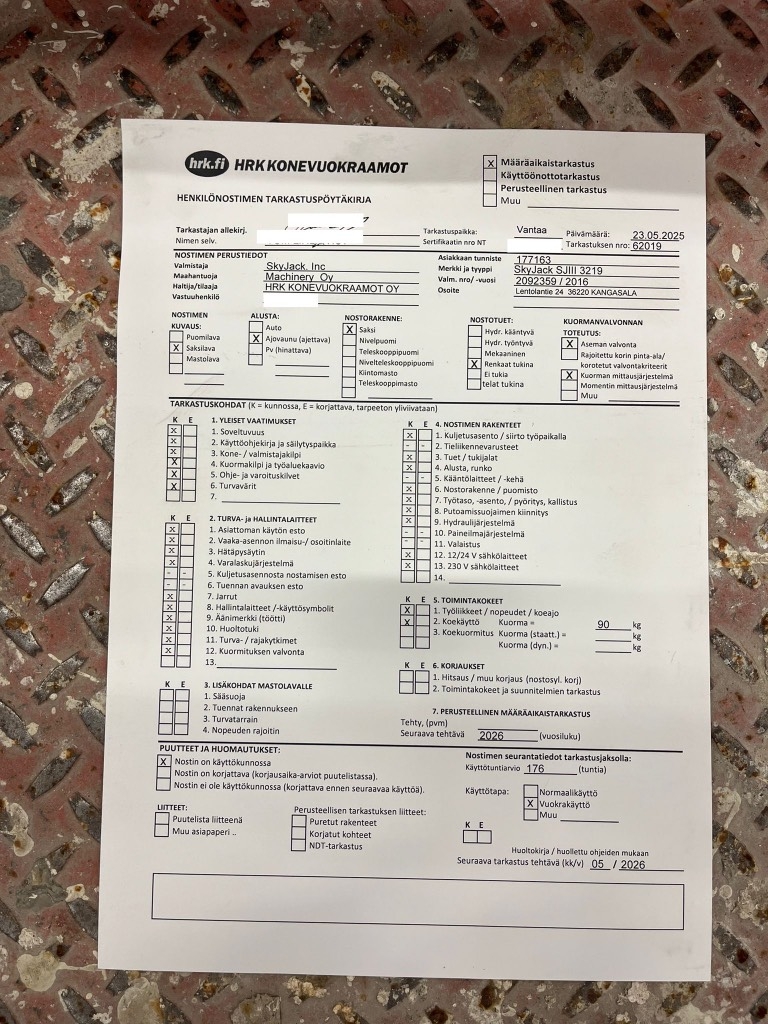 hrk.fi HRK KONEVUOKRAAMOT
X Määräaikaistarkastus
Käyttöönottotarkastus
Perusteellinen tarkastus
Muu
HENKILÖNOSTIMEN TARKASTUSPÖYTÄKIRJA
Tarkastajan allekirj. Tarkastuspaikka: Vantaa Päivämäärä: 23.05.2025
Nimen selv. Sertifikaatin nro NT Tarkastuksen nro: 62019
NOSTIMEN PERUSTIEDOT
Valmistaja SkyJack. Inc
Maahantuoja Machinery Oy
Haltija/tilaaja HRK KONEVUOKRAAMOT OY
Vastuuhenkilö
Asiakkaan tunniste 177163
Merkki ja tyyppi SkyJack SJIII 3219
Valm. nro/ -vuosi 2092359 / 2016
Osoite Lentolantie 24 36220 KANGASALA
NOSTIMEN KUVAUS:
Puomilava
X Saksilava
Mastolava
ALUSTA:
Auto
X Ajovaunu (ajettava)
Pv (hinattava)
NOSTORAKENNE:
X Saksi
Nivelpuomi
Teleskooppipuomi
Nivelteleskooppipuomi
Kiintomasto
Teleskooppimasto
NOSTOTUET:
Hydr. kääntyvä
Hydr. työntyvä
Mekaaninen
X Renkaat tukina
Ei tukia
telat tukina
KUORMANVALVONNAN
TOTEUTUS:
X Aseman valvonta
Rajoitettu korin pinta-ala/
korotetut valvontakriteerit
X Kuorman mittausjärjestelmä
Momentin mittausjärjestelmä
Muu
TARKASTUSKOHDAT (K = kunnossa, E = korjattava, tarpeeton yliviivataan)
K E 1. YLEISET VAATIMUKSET
X 1. Soveltuvuus
X 2. Käyttöohjekirja ja säilytyspaikka
X 3. Kone- / valmistajakilpi
X 4. Kuormakilpi ja työaluekaavio
X 5. Ohje- ja varoituskilvet
X 6. Turvavärit
7.
K E 2. TURVA- ja HALLINTALAITTEET
X 1. Asiattoman käytön esto
X 2. Vaaka-asennon ilmaisu-/ osoitinlaite
X 3. Hätäpysäytin
X 4. Varalaskujärjestelmä
- - 5. Kuljetusasennosta nostamisen esto
- - 6. Tuennan avauksen esto
X 7. Jarrut
X 8. Hallintalaitteet /-käyttösymbolit
X 9. Äänimerkki (töötti)
X 10. Huoltotuki
X 11. Turva- / rajakytkimet
X 12. Kuormituksen valvonta
13.
K E 3. LISÄKOHDAT MASTOLAVALLE
1. Sääsuoja
2. Tuennat rakennukseen
3. Turvatarrain
4. Nopeuden rajoitin
K E 4. NOSTIMEN RAKENTEET
X 1. Kuljetusasento / siirto työpaikalla
- - 2. Tieliikennevarusteet
X 3. Tuet / tukijalat
X 4. Alusta, runko
- - 5. Kääntölaitteet / -kehä
X 6. Nostorakenne / puomisto
X 7. Työtaso, -asento, / pyöritys, kallistus
X 8. Putoamissuojaimen kiinnitys
X 9. Hydraulijärjestelmä
- - 10. Paineilmajärjestelmä
- - 11. Valaistus
X 12. 12/24 V sähkölaitteet
X 13. 230 V sähkölaitteet
14.
K E 5. TOIMINTAKOKEET
X 1. Työliikkeet / nopeudet / koeajo
X 2. Koekäyttö Kuorma = 90 kg
3. Koekuormitus Kuorma (staatt.) = kg
Kuorma (dyn.) = kg
K E 6. KORJAUKSET
1. Hitsaus / muu korjaus (nostosyl. korj)
2. Toimintakokeet ja suunnitelmien tarkastus
7. PERUSTEELLINEN MÄÄRÄAIKAISTARKASTUS
Tehty, (pvm)
Seuraava tehtävä 2026 (vuosiluku)
PUUTTEET JA HUOMAUTUKSET:
X Nostin on käyttökunnossa
Nostin on korjattava (korjausaika-arviot puutelistassa).
Nostin ei ole käyttökunnossa (korjattava ennen seuraavaa käyttöä).
LIITTEET:
Puutelista liitteenä
Muu asiapaperi ..
Perusteellisen tarkastuksen liitteet:
Puretut rakenteet
Korjatut kohteet
NDT-tarkastus
Nostimen seurantatiedot tarkastusjaksolla:
Käyttötuntiarvio 176 (tuntia)
Käyttötapa: Normaalikäyttö
X Vuokrakäyttö
Muu
K E
Huoltokirja / huollettu ohjeiden mukaan
Seuraava tarkastus tehtävä (kk/v) 05 / 2026